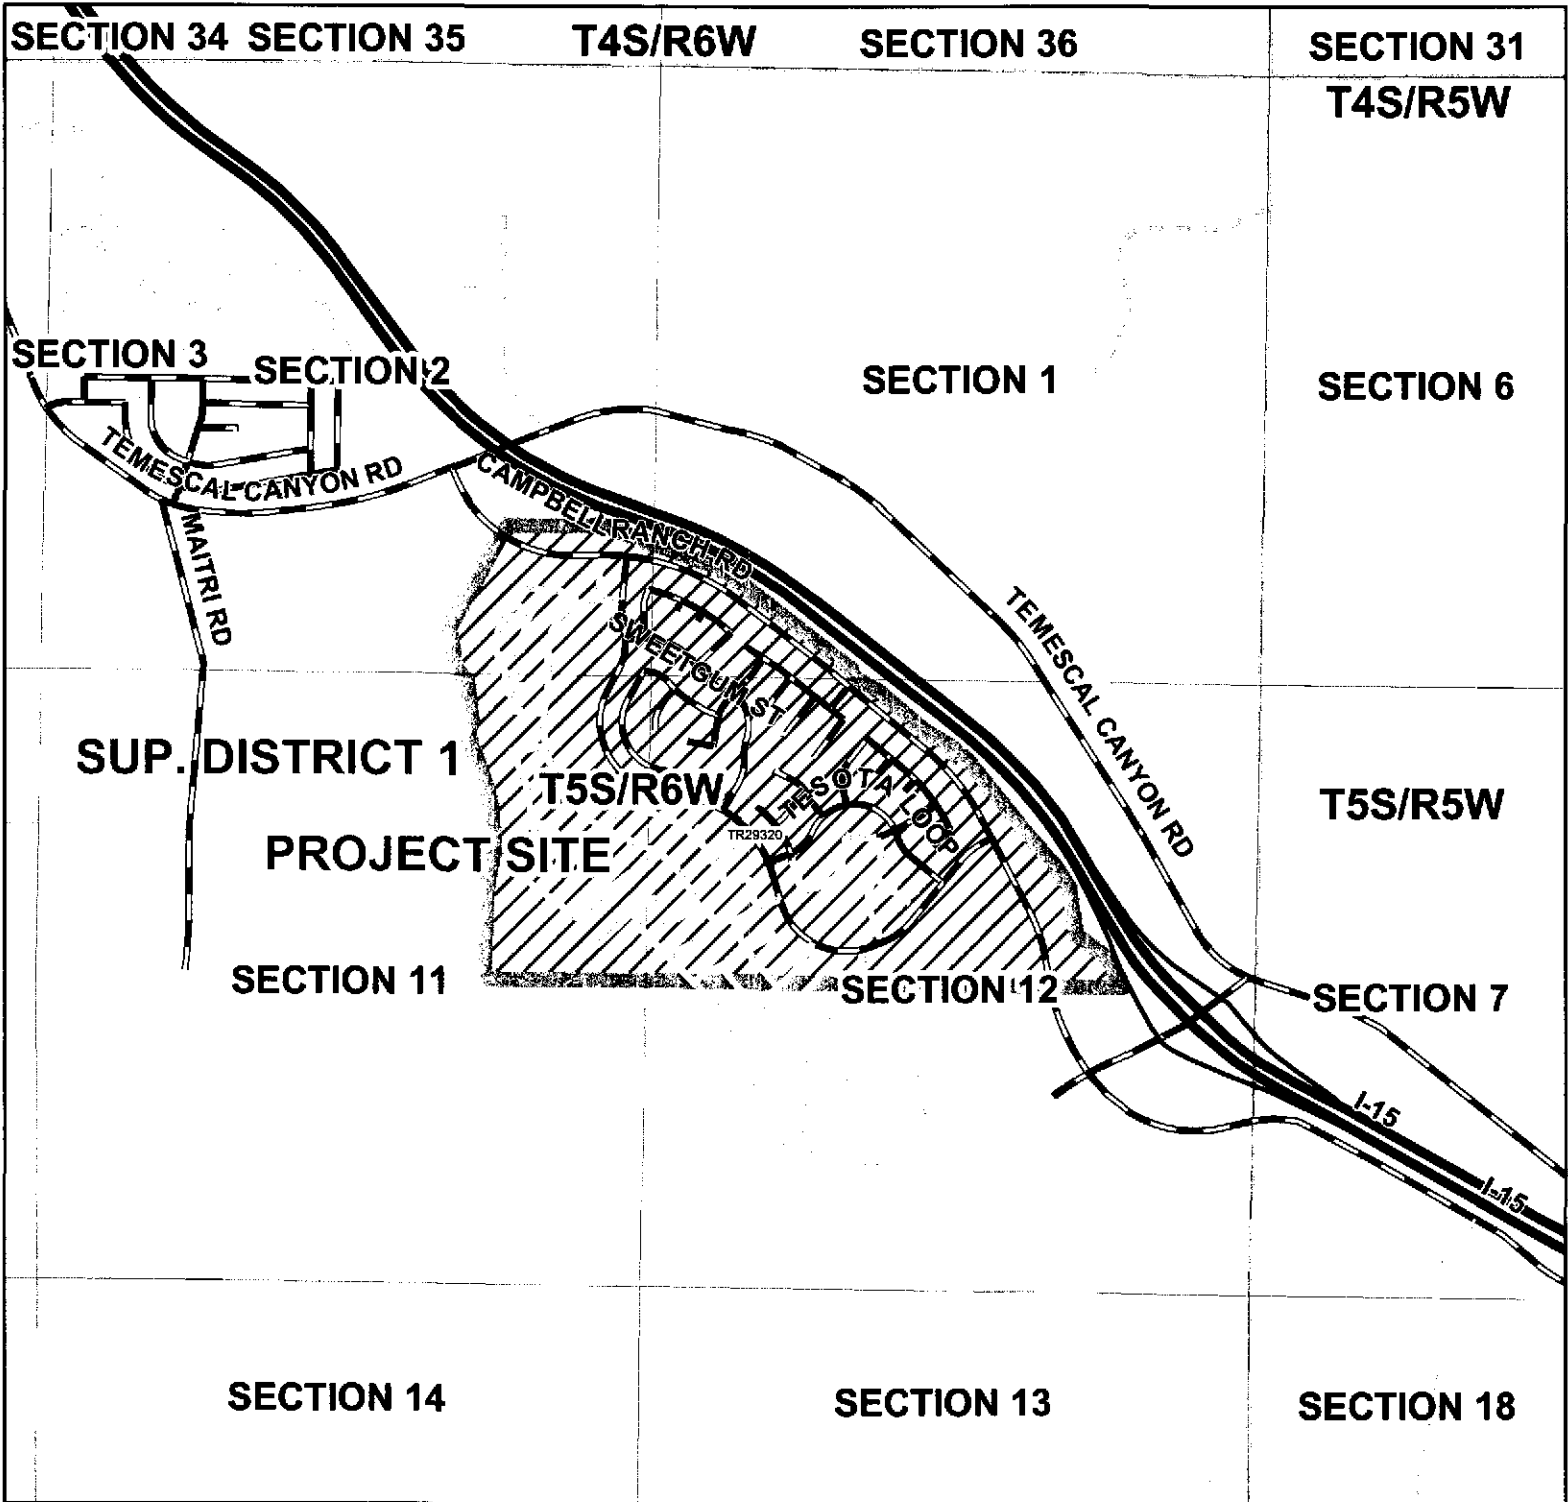 SECTION 34
SECTION 35
T4S/R6W
SECTION 36
SECTION 31
T4S/R5W
SECTION 3
SECTION 2
SECTION 1
SECTION 6
TEMESCAL CANYON RD
CAMPBELL RANCH RD
MAITRI RD
SWEETGUM ST
TEMESCAL CANYON RD
SUP. DISTRICT 1
T5S/R6W
TESOTA LOOP
T5S/R5W
TR29320
PROJECT SITE
SECTION 11
SECTION 12
SECTION 7
I-15
I-15
SECTION 14
SECTION 13
SECTION 18